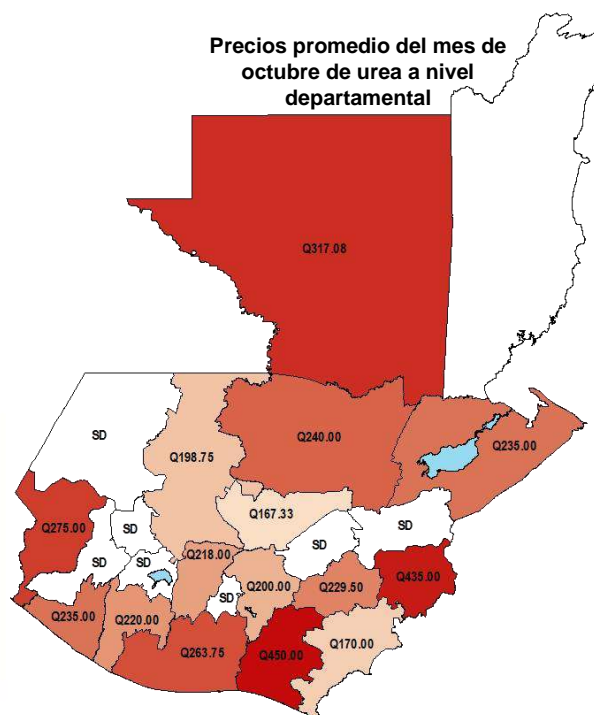 Precios promedio del mes de
octubre de urea a nivel
departamental
Q317.08
SD
Q198.75
Q240.00
Q235.00
Q275.00
SD
Q167.33
SD
SD
SD
SD
Q218.00
SD
Q200.00
Q229.50
Q435.00
Q235.00
Q220.00
Q263.75
Q450.00
Q170.00